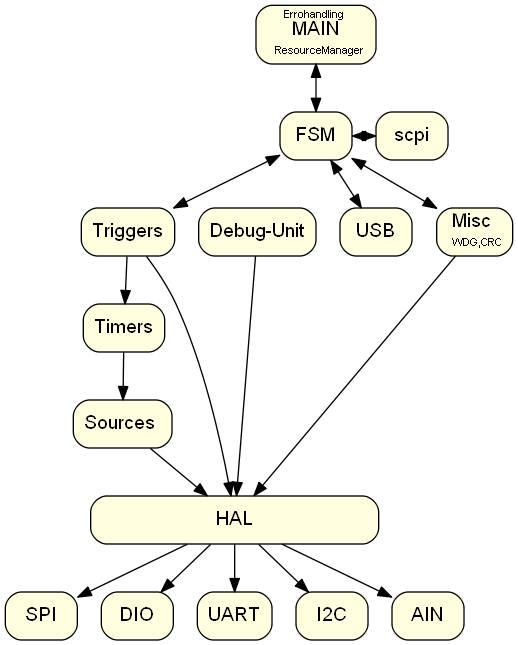 Errohandling
MAIN
ResourceManager
FSM
scpi
Triggers
Debug-Unit
USB
Misc
WDG,CRC
Timers
Sources
HAL
SPI
DIO
UART
I2C
AIN